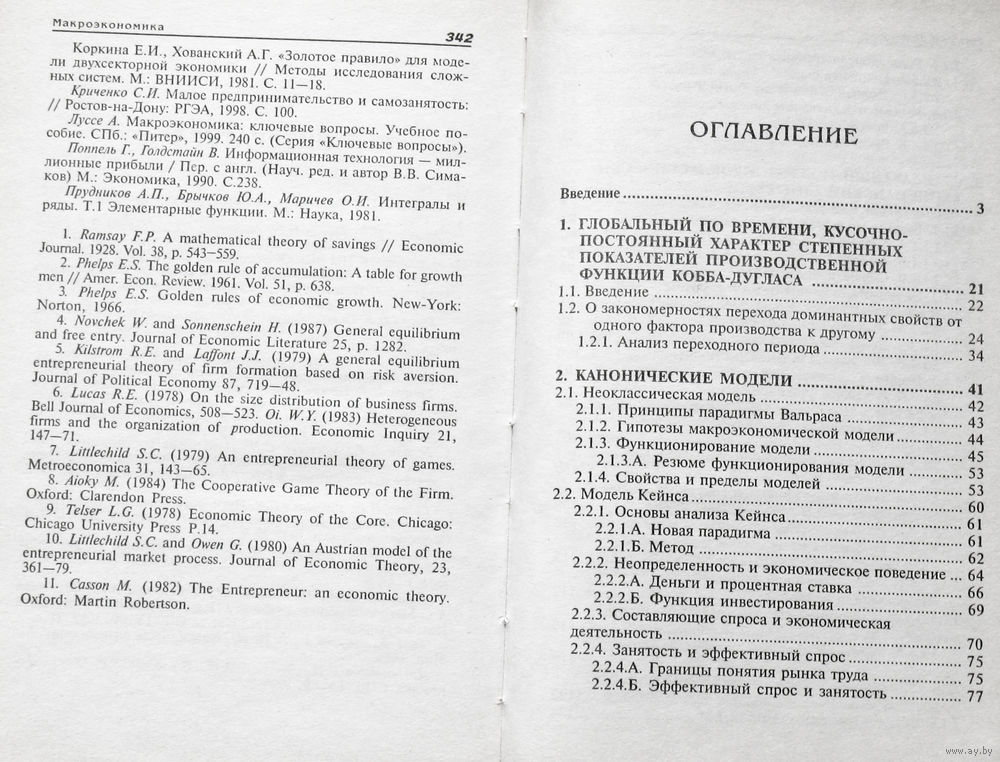 Макроэкономика
342
Коркина Е.И., Хованский А.Г. «Золотое правило» для моде-
ли двухсекторной экономики // Методы исследования слож-
ных систем. М.: ВНИИСИ, 1981. С. 11—18.
Криченко С.И. Малое предпринимательство и самозанятость:
// Ростов-на-Дону: РГЭА, 1998. С. 100.
Луссе А. Макроэкономика: ключевые вопросы. Учебное по-
собие. СПб.: «Питер», 1999. 240 с. (Серия «Ключевые вопросы»).
Поппель Г., Голдстайн В. Информационная технология — мил-
лионные прибыли / Пер. с англ. (Науч. ред. и автор В.В. Сима-
ков) М.: Экономика, 1990. С.238.
Прудников А.П., Брычков Ю.А., Маричев О.И. Интегралы и
ряды. Т.1 Элементарные функции. М.: Наука, 1981.
1. Ramsay F.P. A mathematical theory of savings // Economic
Journal. 1928. Vol. 38, p. 543—559.
2. Phelps E.S. The golden rule of accumulation: A table for growth
men // Amer. Econ. Review. 1961. Vol. 51, p. 638.
3. Phelps E.S. Golden rules of economic growth. New-York:
Norton, 1966.
4. Novchek W. and Sonnenschein H. (1987) General equilibrium
and free entry. Journal of Economic Literature 25, p. 1282.
5. Kilstrom R.E. and Laffont J.J. (1979) A general equilibrium
entrepreneurial theory of firm formation based on risk aversion.
Journal of Political Economy 87, 719—48.
6. Lucas R.E. (1978) On the size distribution of business firms.
Bell Journal of Economics, 508—523. Oi. W.Y. (1983) Heterogeneous
firms and the organization of production. Economic Inquiry 21,
147—71.
7. Littlechild S.C. (1979) An entrepreneurial theory of games.
Metroeconomica 31, 143—65.
8. Aioky M. (1984) The Cooperative Game Theory of the Firm.
Oxford: Clarendon Press.
9. Telser L.G. (1978) Economic Theory of the Core. Chicago:
Chicago University Press P.14.
10. Littlechild S.C. and Owen G. (1980) An Austrian model of the
entrepreneurial market process. Journal of Economic Theory, 23,
361—79.
11. Casson M. (1982) The Entrepreneur: an economic theory.
Oxford: Martin Robertson.
ОГЛАВЛЕНИЕ
Введение 3
1. ГЛОБАЛЬНЫЙ ПО ВРЕМЕНИ, КУСОЧНО-
ПОСТОЯННЫЙ ХАРАКТЕР СТЕПЕННЫХ
ПОКАЗАТЕЛЕЙ ПРОИЗВОДСТВЕННОЙ
ФУНКЦИИ КОББА-ДУГЛАСА 21
1.1. Введение 22
1.2. О закономерностях перехода доминантных свойств от
одного фактора производства к другому 24
1.2.1. Анализ переходного периода 34
2. КАНОНИЧЕСКИЕ МОДЕЛИ 41
2.1. Неоклассическая модель 42
2.1.1. Принципы парадигмы Вальраса 43
2.1.2. Гипотезы макроэкономической модели 44
2.1.3. Функционирование модели 45
2.1.3.А. Резюме функционирования модели 53
2.1.4. Свойства и пределы моделей 53
2.2. Модель Кейнса 60
2.2.1. Основы анализа Кейнса 61
2.2.1.А. Новая парадигма 61
2.2.1.Б. Метод 62
2.2.2. Неопределенность и экономическое поведение 64
2.2.2.А. Деньги и процентная ставка 66
2.2.2.Б. Функция инвестирования 69
2.2.3. Составляющие спроса и экономическая
деятельность 70
2.2.4. Занятость и эффективный спрос 75
2.2.4.А. Границы понятия рынка труда 75
2.2.4.Б. Эффективный спрос и занятость 77
www.ay.by